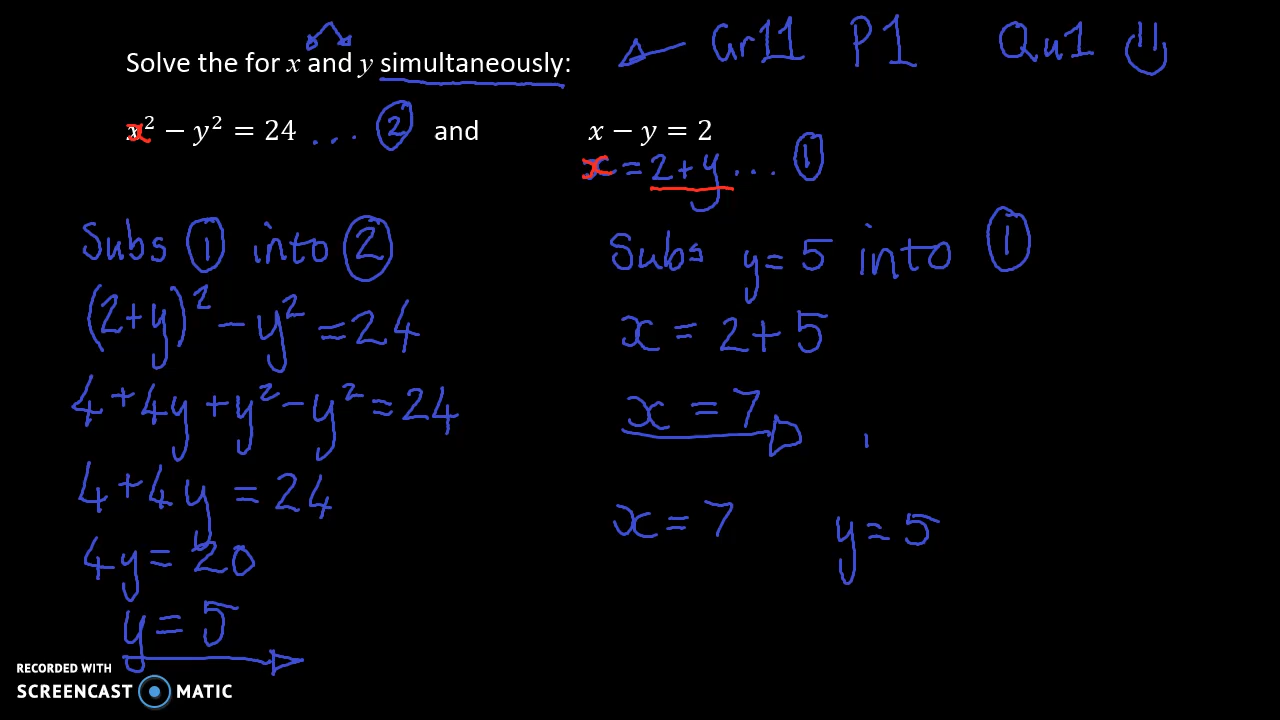 Gr11 P1 Qu1
Solve the for x and y simultaneously:
x² − y² = 24 ... ② and x − y = 2
x = 2 + y ... ①
Subs ① into ②
(2+y)² − y² = 24
4 + 4y + y² − y² = 24
4 + 4y = 24
4y = 20
y = 5
Subs y = 5 into ①
x = 2 + 5
x = 7
x = 7 y = 5
RECORDED WITH
SCREENCAST MATIC